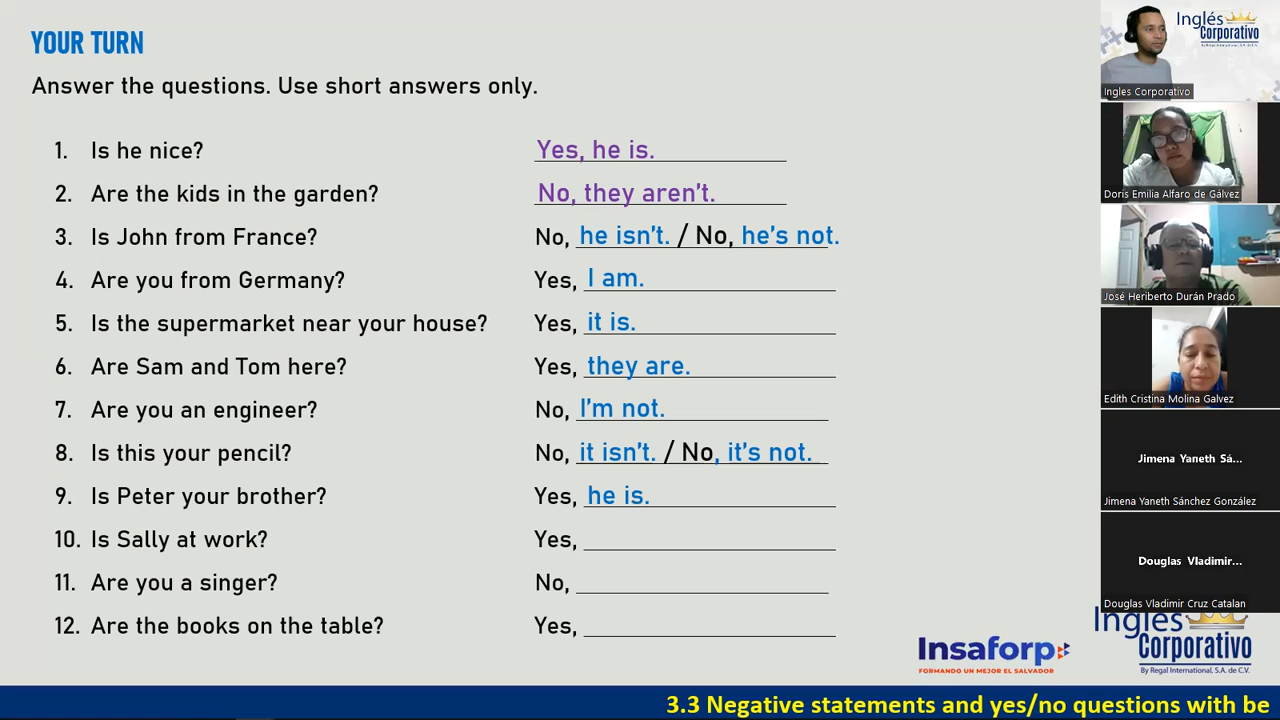 YOUR TURN
Answer the questions. Use short answers only.
1. Is he nice? Yes, he is.
2. Are the kids in the garden? No, they aren't.
3. Is John from France? No, he isn't. / No, he's not.
4. Are you from Germany? Yes, I am.
5. Is the supermarket near your house? Yes, it is.
6. Are Sam and Tom here? Yes, they are.
7. Are you an engineer? No, I'm not.
8. Is this your pencil? No, it isn't. / No, it's not.
9. Is Peter your brother? Yes, he is.
10. Is Sally at work? Yes,
11. Are you a singer? No,
12. Are the books on the table? Yes,
Insaforp
FORMANDO UN MEJOR EL SALVADOR
Inglés
Corporativo
By Regal International, S.A. de C.V.
3.3 Negative statements and yes/no questions with be
Inglés
Corporativo
Ingles Corporativo
Doris Emilia Alfaro de Gálvez
José Heriberto Durán Prado
Edith Cristina Molina Galvez
Jimena Yaneth Sá...
Jimena Yaneth Sánchez González
Douglas Vladimir...
Douglas Vladimir Cruz Catalan